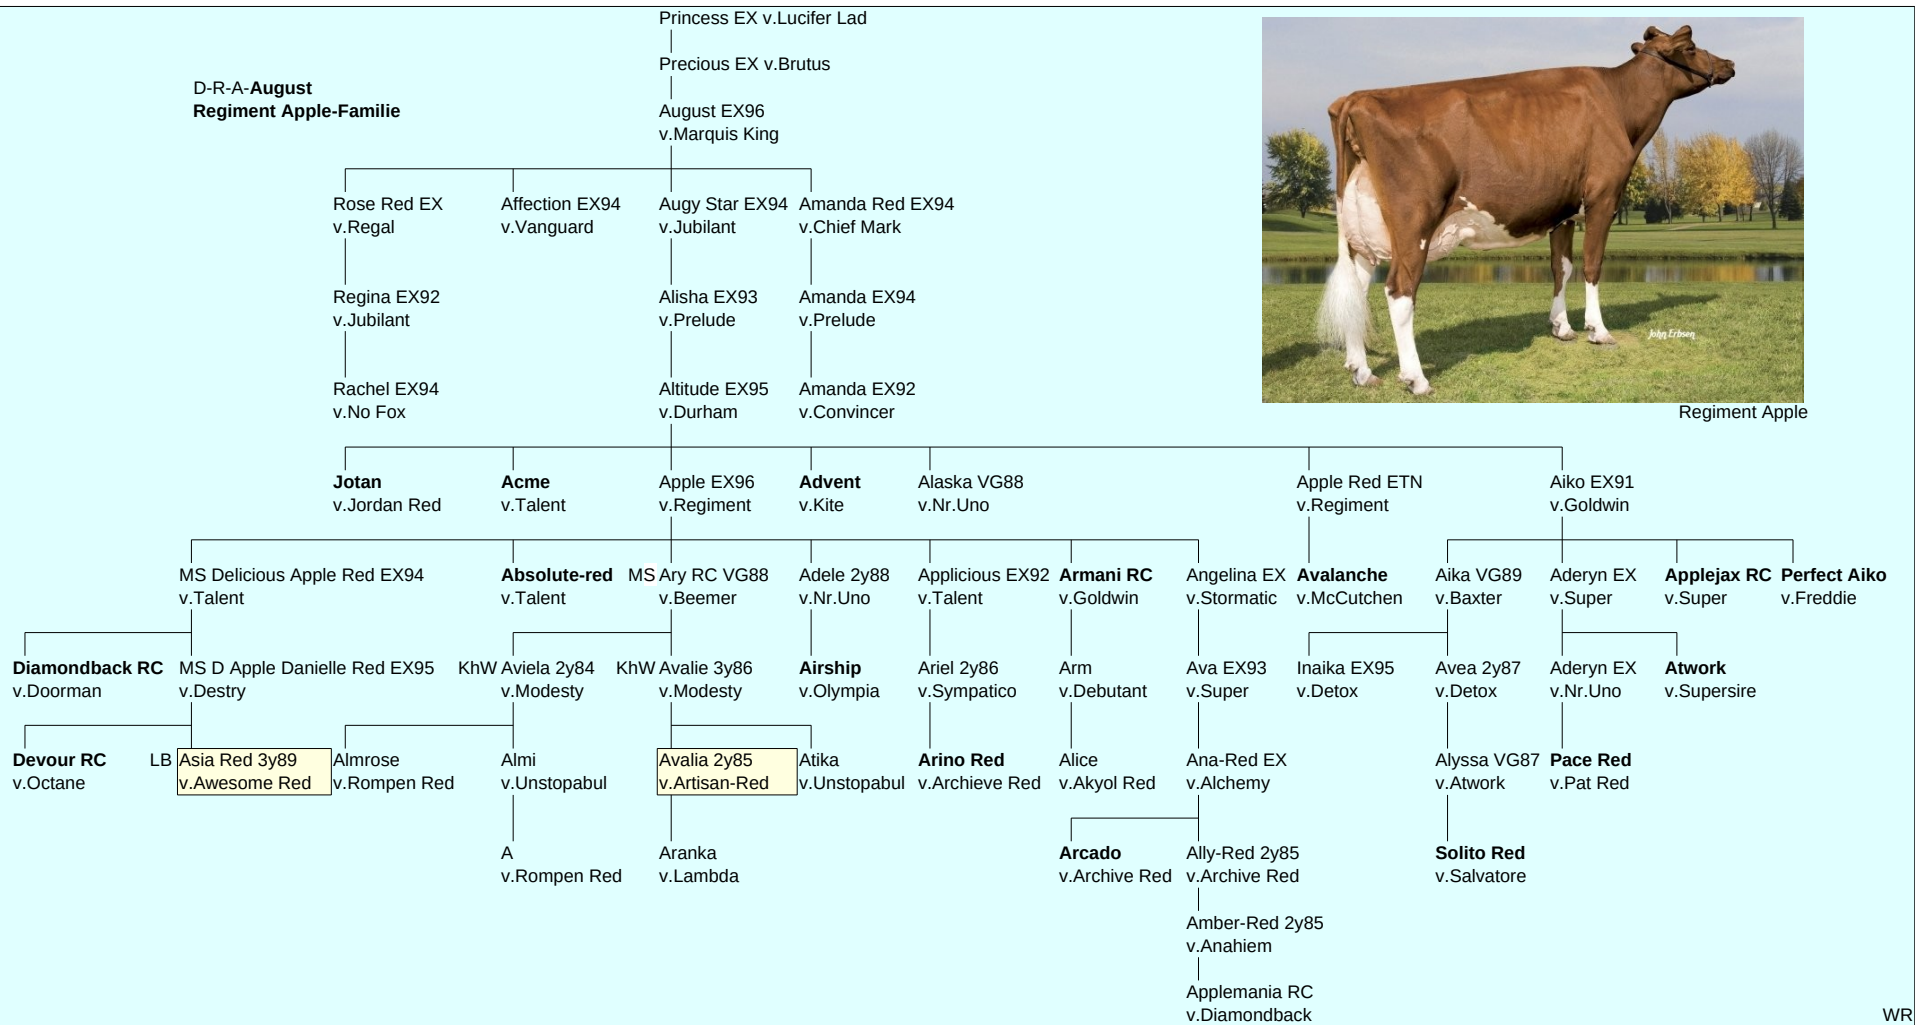 Princess EX v.Lucifer Lad
Precious EX v.Brutus
D-R-A-August
Regiment Apple-Familie
August EX96
v.Marquis King
Rose Red EX Affection EX94 Augy Star EX94 Amanda Red EX94
v.Regal v.Vanguard v.Jubilant v.Chief Mark
Regina EX92 Alisha EX93 Amanda EX94
v.Jubilant v.Prelude v.Prelude
John Erbsen
Rachel EX94 Altitude EX95 Amanda EX92
v.No Fox v.Durham v.Convincer
Regiment Apple
Jotan Acme Apple EX96 Advent Alaska VG88 Apple Red ETN Aiko EX91
v.Jordan Red v.Talent v.Regiment v.Kite v.Nr.Uno v.Regiment v.Goldwin
MS Delicious Apple Red EX94 Absolute-red MS Ary RC VG88 Adele 2y88 Applicious EX92 Armani RC Angelina EX Avalanche Aika VG89 Aderyn EX Applejax RC Perfect Aiko
v.Talent v.Talent v.Beemer v.Nr.Uno v.Talent v.Goldwin v.Stormatic v.McCutchen v.Baxter v.Super v.Super v.Freddie
Diamondback RC MS D Apple Danielle Red EX95 KhW Aviela 2y84 KhW Avalie 3y86 Airship Ariel 2y86 Arm Ava EX93 Inaika EX95 Avea 2y87 Aderyn EX Atwork
v.Doorman v.Destry v.Modesty v.Modesty v.Olympia v.Sympatico v.Debutant v.Super v.Detox v.Detox v.Nr.Uno v.Supersire
Devour RC LB Asia Red 3y89 Almrose Almi Avalia 2y85 Atika Arino Red Alice Ana-Red EX Alyssa VG87 Pace Red
v.Octane v.Awesome Red v.Rompen Red v.Unstopabul v.Artisan-Red v.Unstopabul v.Archieve Red v.Akyol Red v.Alchemy v.Atwork v.Pat Red
A Aranka Arcado Ally-Red 2y85 Solito Red
v.Rompen Red v.Lambda v.Archive Red v.Archive Red v.Salvatore
Amber-Red 2y85
v.Anahiem
Applemania RC
v.Diamondback
WR